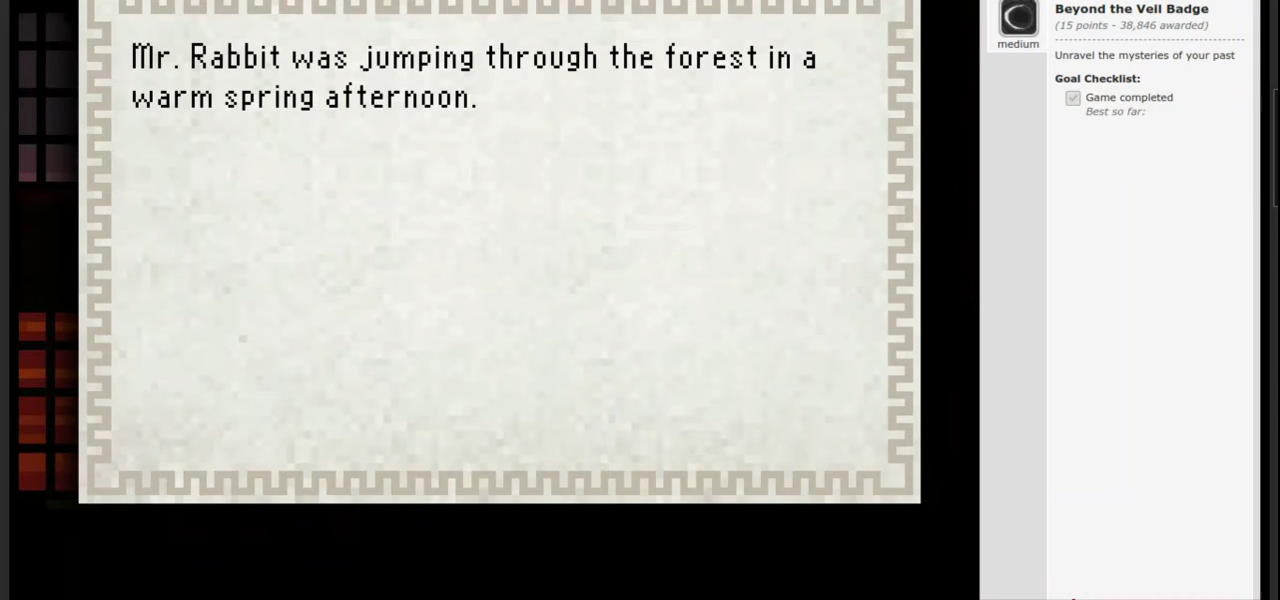 Mr. Rabbit was jumping through the forest in a
warm spring afternoon.
Beyond the Veil Badge
(15 points - 38,846 awarded)
medium
Unravel the mysteries of your past
Goal Checklist:
Game completed
Best so far: